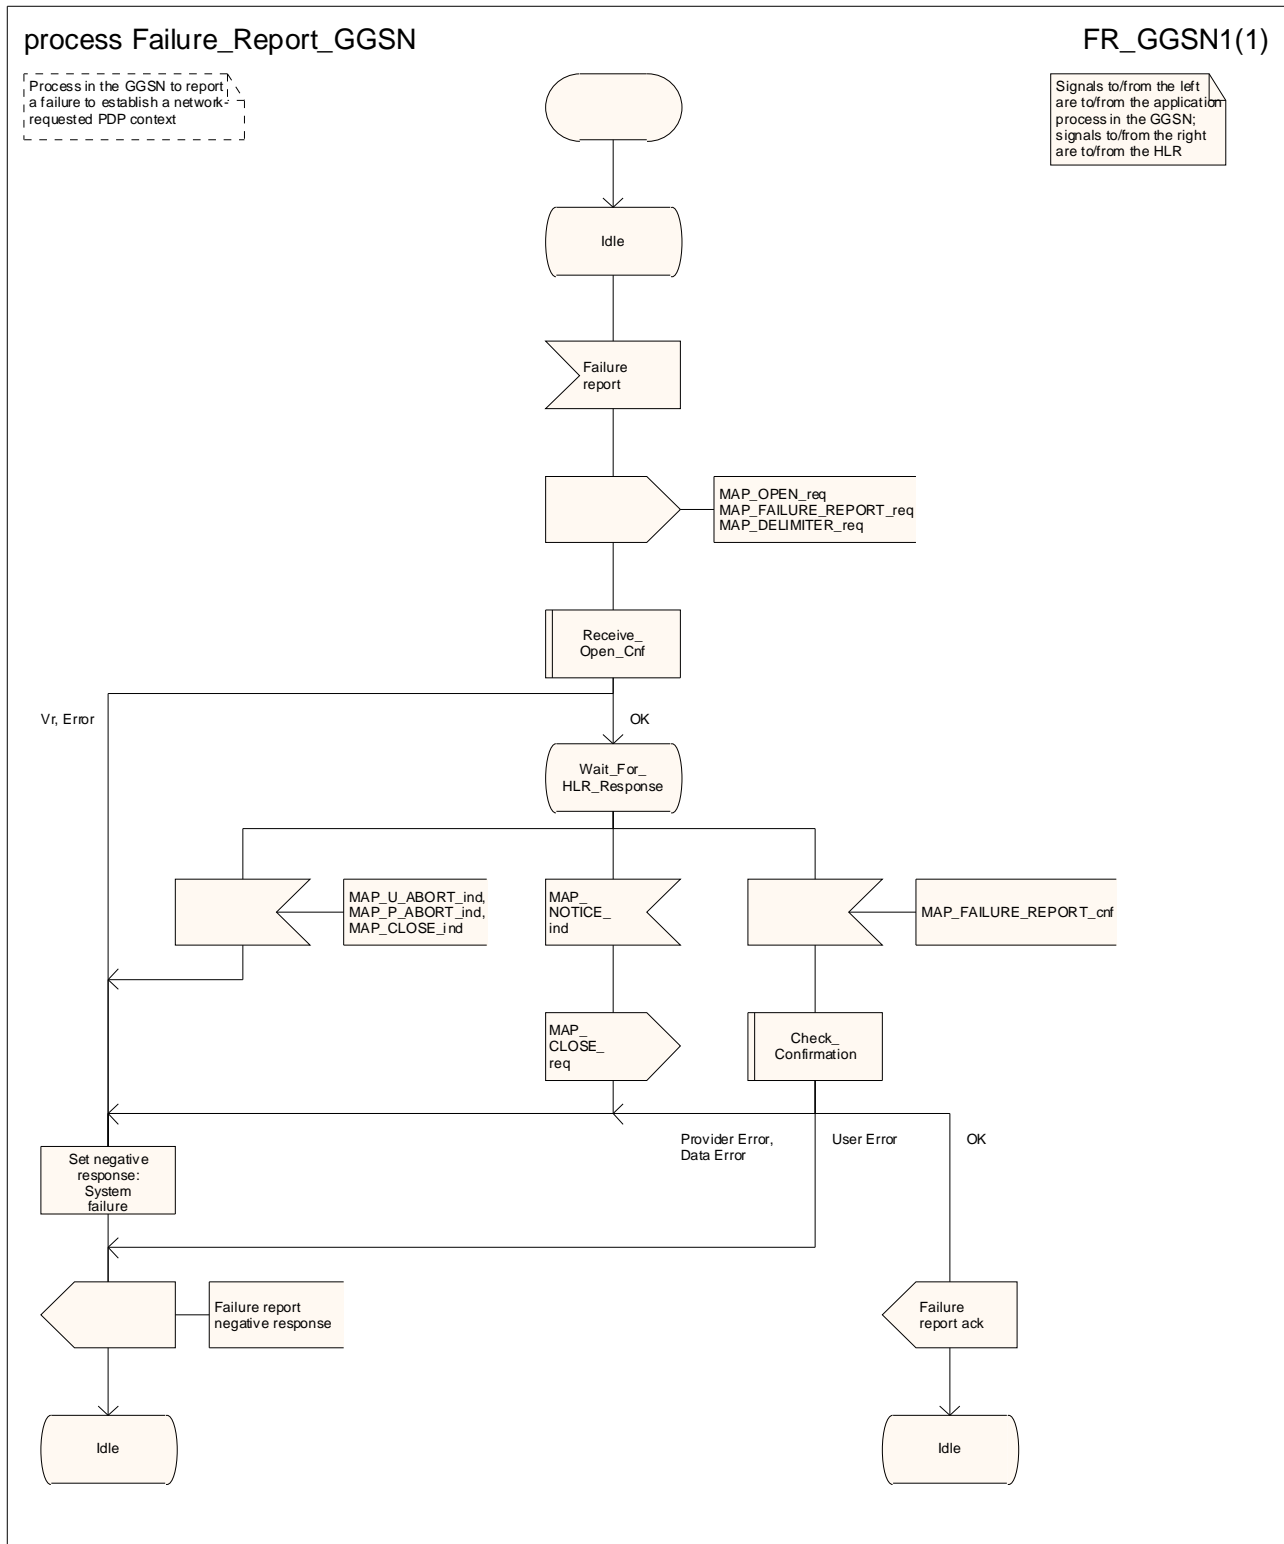 process Failure_Report_GGSN
FR_GGSN1(1)
Process in the GGSN to report
a failure to establish a network-
requested PDP context
Signals to/from the left
are to/from the application
process in the GGSN;
signals to/from the right
are to/from the HLR
Idle
Failure
report
MAP_OPEN_req
MAP_FAILURE_REPORT_req
MAP_DELIMITER_req
Receive_
Open_Cnf
Vr, Error
OK
Wait_For_
HLR_Response
MAP_U_ABORT_ind,
MAP_P_ABORT_ind,
MAP_CLOSE_ind
MAP_
NOTICE_
ind
MAP_FAILURE_REPORT_cnf
MAP_
CLOSE_
req
Check_
Confirmation
Provider Error,
Data Error
User Error
OK
Set negative
response:
System
failure
Failure report
negative response
Failure
report ack
Idle
Idle